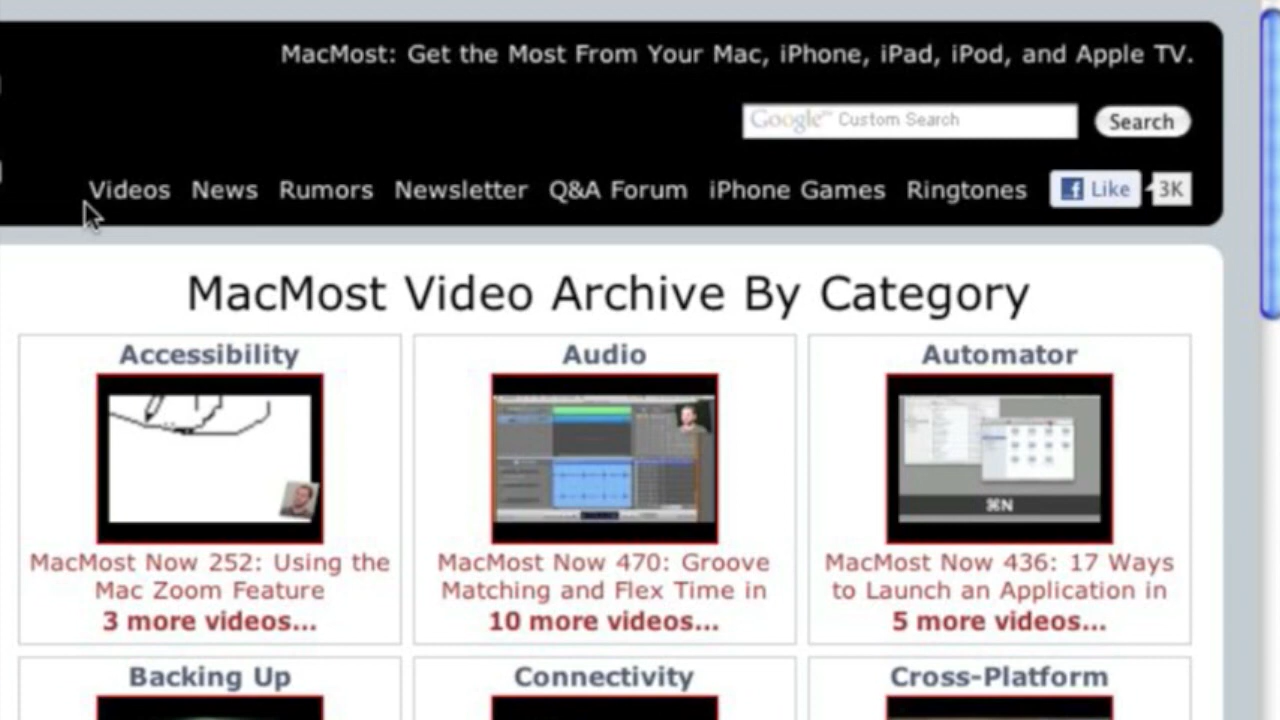 MacMost: Get the Most From Your Mac, iPhone, iPad, iPod, and Apple TV.
Google™ Custom Search
Search
Videos News Rumors Newsletter Q&A Forum iPhone Games Ringtones Like 3K
MacMost Video Archive By Category
Accessibility Audio Automator
⌘N
MacMost Now 252: Using the MacMost Now 470: Groove MacMost Now 436: 17 Ways
Mac Zoom Feature Matching and Flex Time in to Launch an Application in
3 more videos... 10 more videos... 5 more videos...
Backing Up Connectivity Cross-Platform